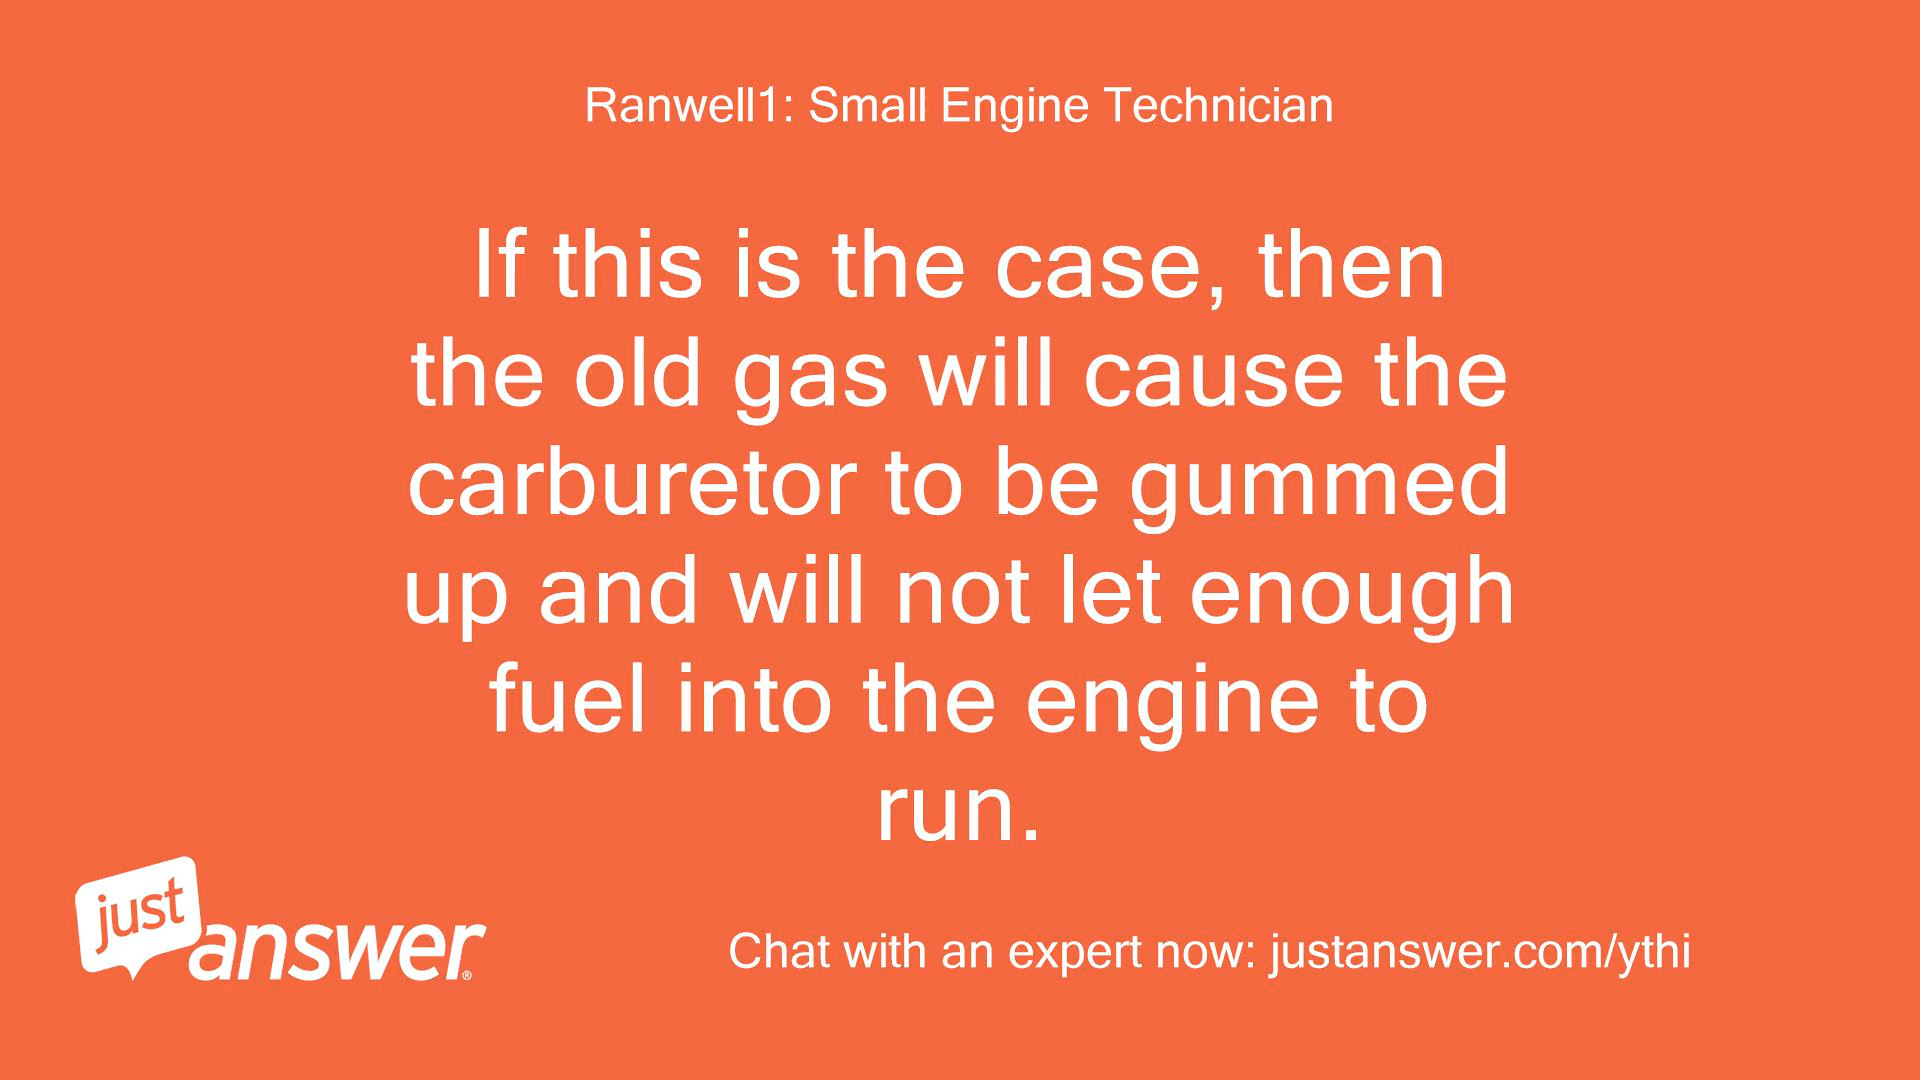 Ranwell1: Small Engine Technician
If this is the case, then
the old gas will cause the
carburetor to be gummed
up and will not let enough
fuel into the engine to
run.
just
answer®
Chat with an expert now: justanswer.com/ythi